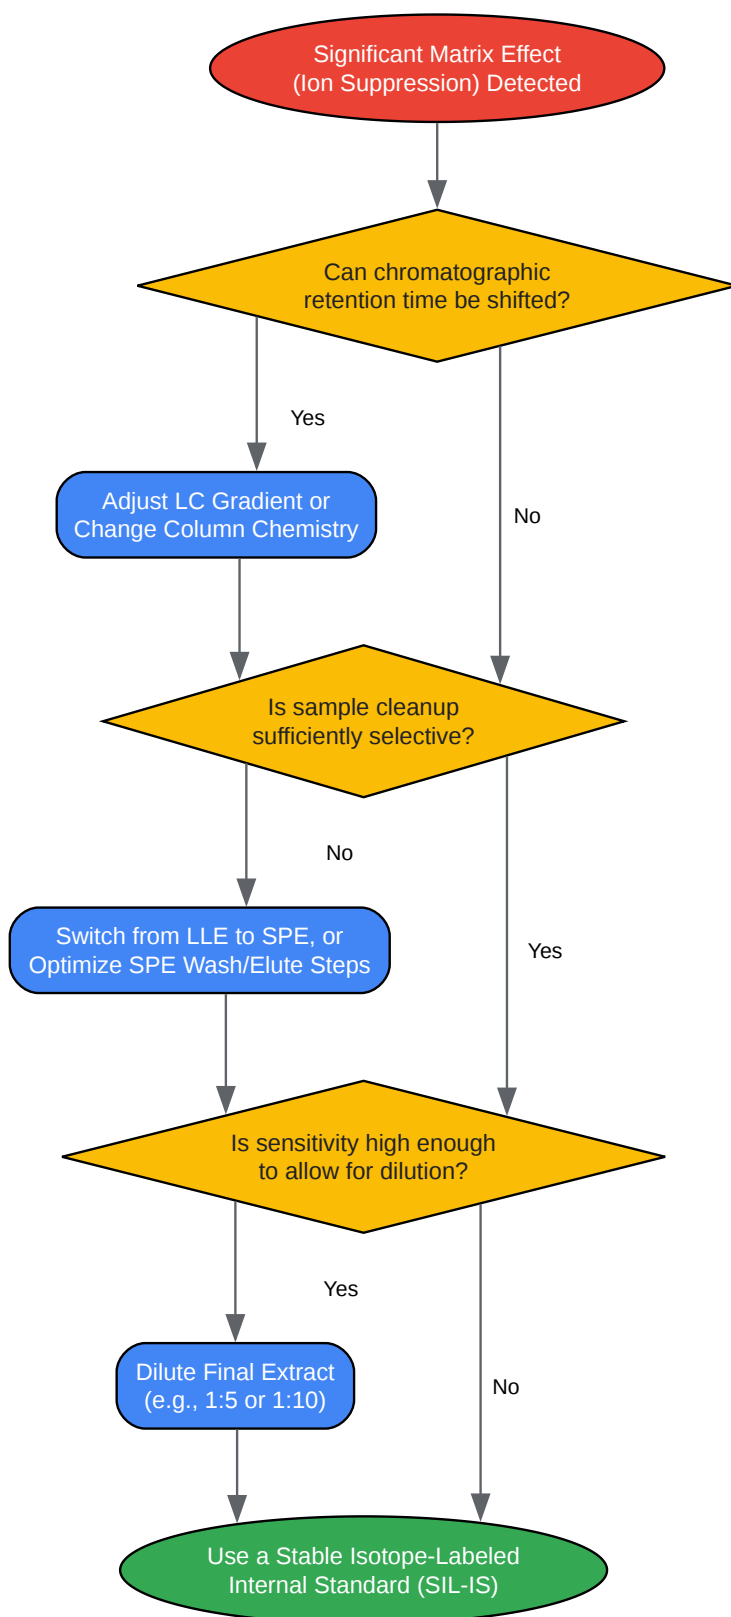 Significant Matrix Effect
(Ion Suppression) Detected
Can chromatographic
retention time be shifted?
Yes
Adjust LC Gradient or
Change Column Chemistry
No
Is sample cleanup
sufficiently selective?
No
Switch from LLE to SPE, or
Optimize SPE Wash/Elute Steps
Yes
Is sensitivity high enough
to allow for dilution?
Yes
Dilute Final Extract
(e.g., 1:5 or 1:10)
No
Use a Stable Isotope-Labeled
Internal Standard (SIL-IS)